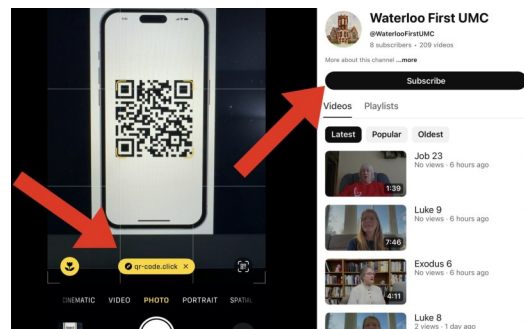 qr-code.click ×
CINEMATIC VIDEO PHOTO PORTRAIT SPATIAL
Waterloo First UMC
@WaterlooFirstUMC
6 subscribers • 209 videos
More about this channel ...more
Subscribe
Videos Playlists
Latest Popular Oldest
Job 23
No views · 6 hours ago
1:39
Luke 9
No views · 6 hours ago
7:46
Exodus 6
No views · 6 hours ago
4:11
Luke 8
2 views · 1 day ago